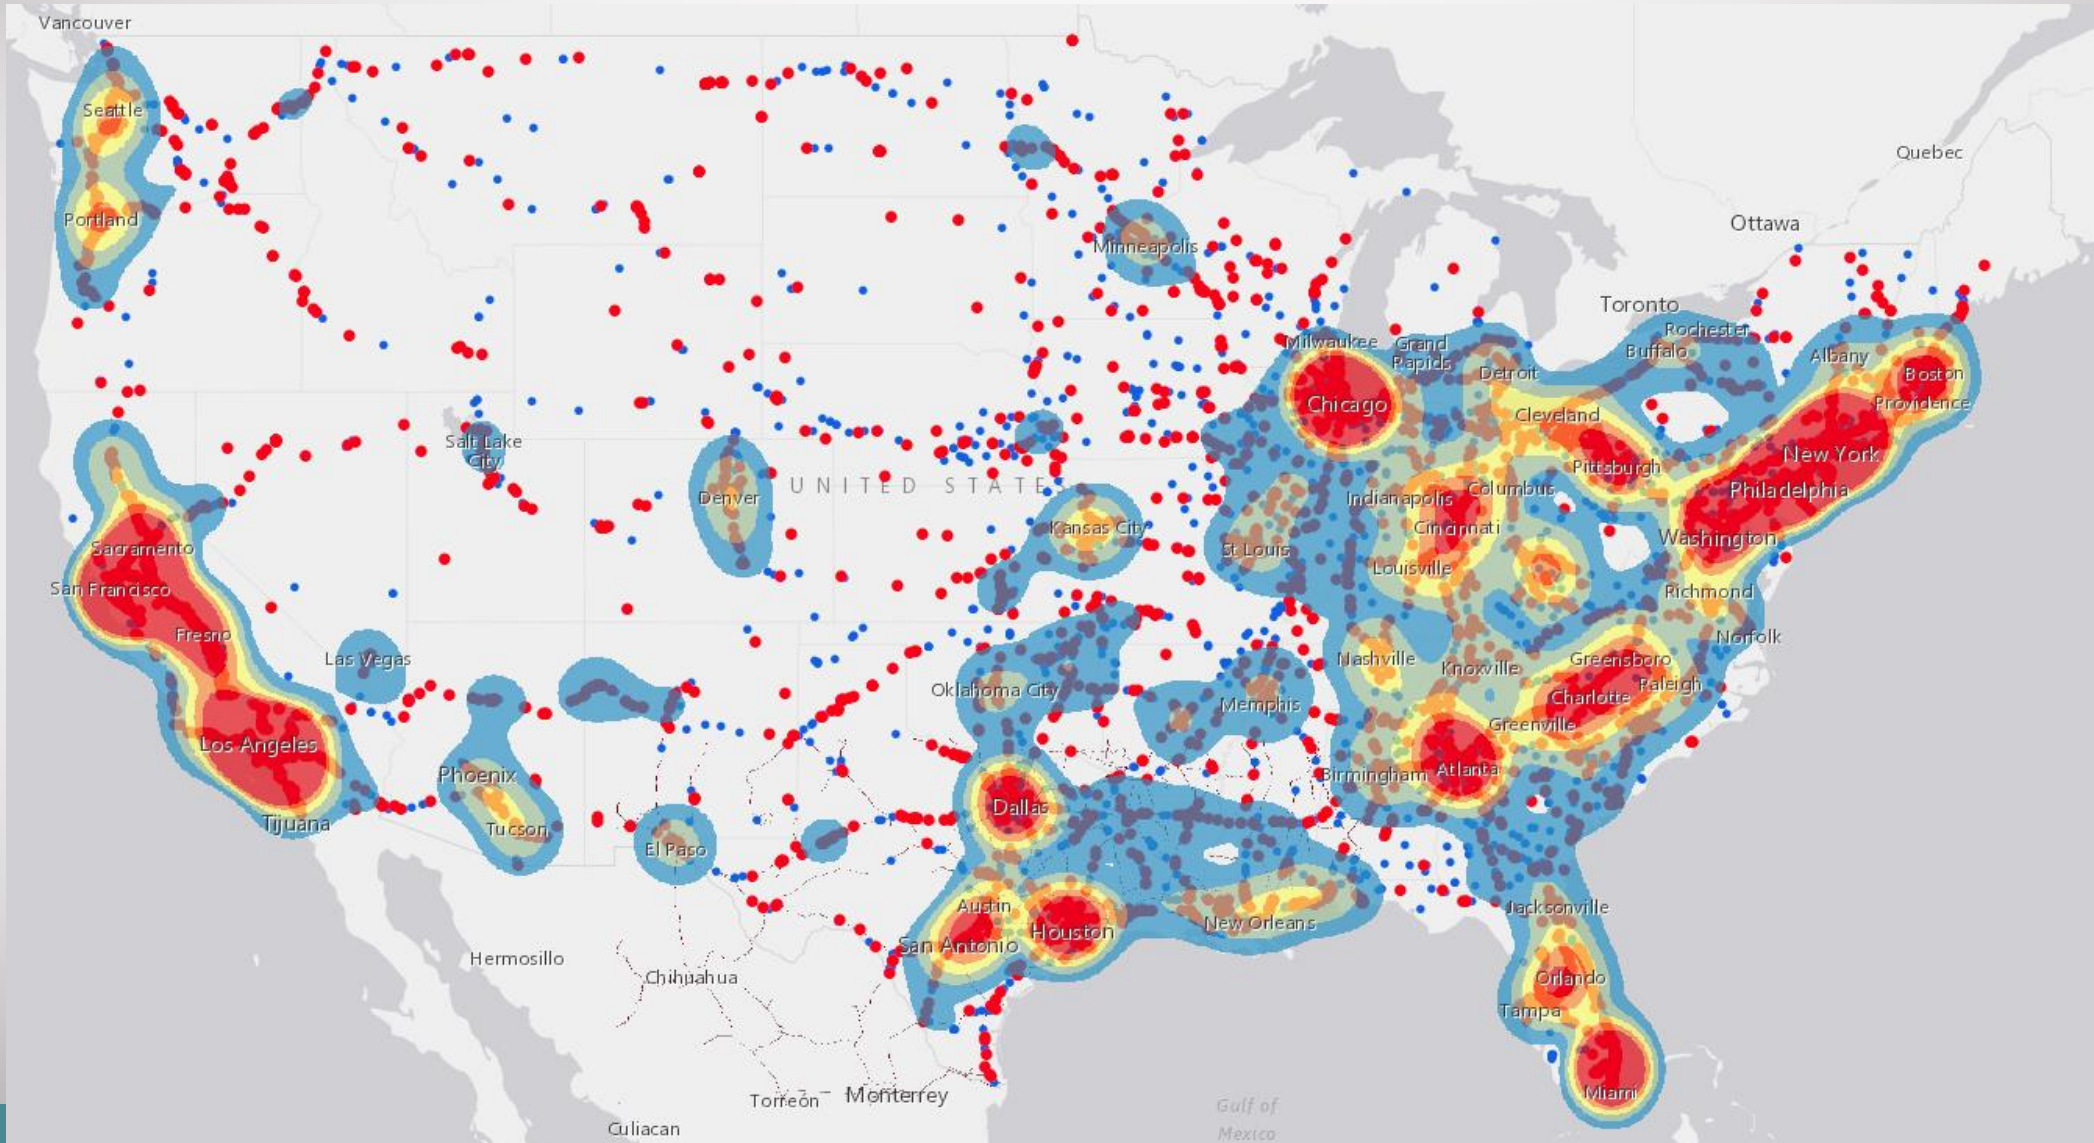 Vancouver
Seattle
Quebec
Portland
Ottawa
Minneapolis
Toronto
Rochester
Milwaukee
Grand
Rapids
Buffalo
Albany
Detroit
Boston
Chicago
Providence
Cleveland
Salt Lake
City
New York
Pittsburgh
UNITED STATES
Denver
Indianapolis
Columbus
Philadelphia
Kansas City
Cincinnati
Washington
Sacramento
St Louis
Louisville
San Francisco
Richmond
Fresno
Norfolk
Las Vegas
Nashville
Knoxville
Greensboro
Oklahoma City
Memphis
Charlotte
Raleigh
Greenville
Los Angeles
Phoenix
Birmingham
Atlanta
Dallas
Tijuana
Tucson
El Paso
Austin
Jacksonville
New Orleans
Houston
San Antonio
Hermosillo
Chihuahua
Orlando
Tampa
Miami
Torreón
Monterrey
Gulf of
Mexico
Culiacan